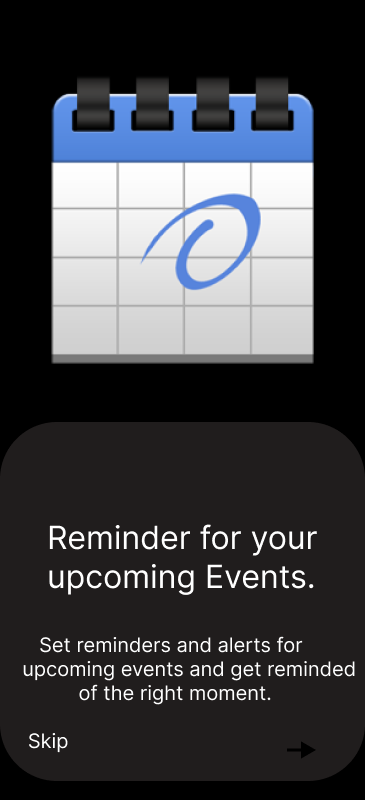 Reminder for your
upcoming Events.
Set reminders and alerts for
upcoming events and get reminded
of the right moment.
Skip